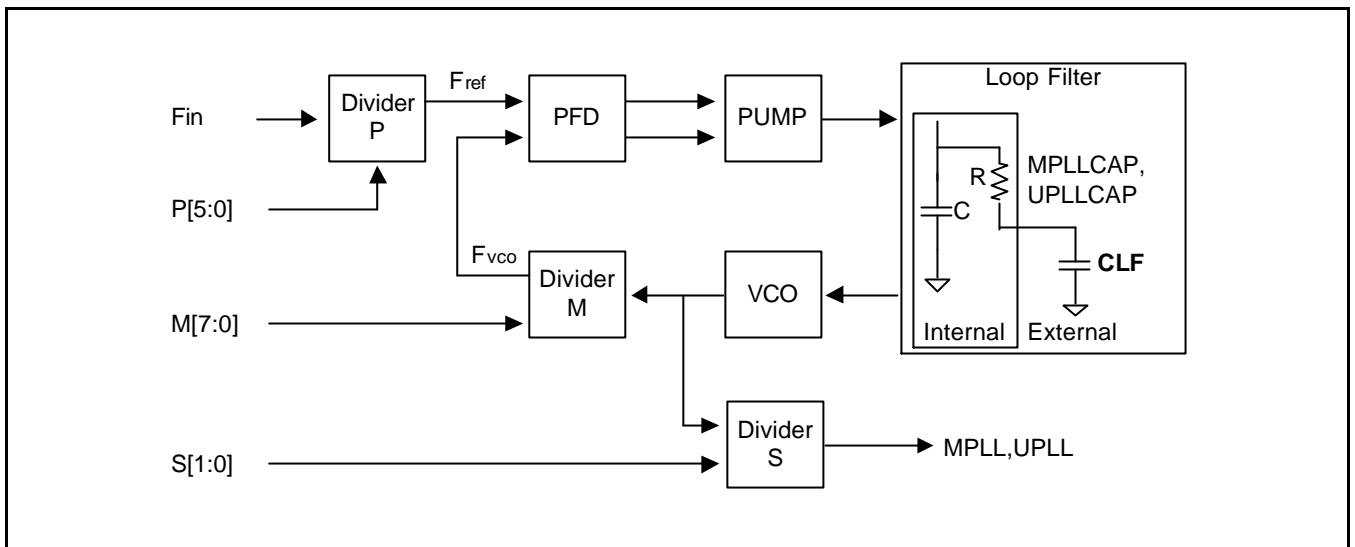 Loop Filter
Fin
Divider
P
Fref
PFD
PUMP
R
MPLLCAP,
UPLLCAP
P[5:0]
C
CLF
Fvco
Divider
M
VCO
M[7:0]
Internal
External
Divider
S
MPLL,UPLL
S[1:0]